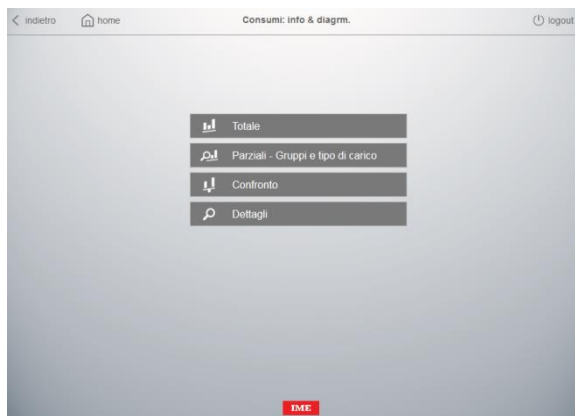 indietro home Consumi: info & diagrm. logout
Totale
Parziali - Gruppi e tipo di carico
Confronto
Dettagli
IME